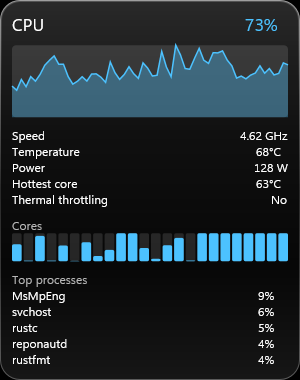 CPU 73%
Speed 4.62 GHz
Temperature 68°C
Power 128 W
Hottest core 63°C
Thermal throttling No
Cores
Top processes
MsMpEng 9%
svchost 6%
rustc 5%
reponautd 4%
rustfmt 4%